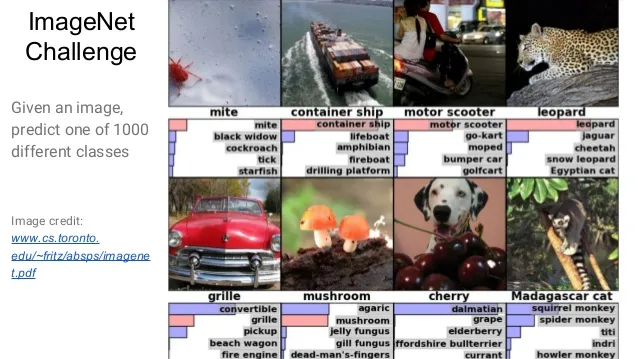 ImageNet
Challenge
Given an image,
predict one of 1000
different classes
Image credit:
www.cs.toronto.
edu/~fritz/absps/imagene
t.pdf
mite
container ship
motor scooter
leopard
mite
black widow
cockroach
tick
starfish
container ship
lifeboat
amphibian
fireboat
drilling platform
motor scooter
go-kart
moped
bumper car
golfcart
leopard
jaguar
cheetah
snow leopard
Egyptian cat
grille
mushroom
cherry
Madagascar cat
convertible
grille
pickup
beach wagon
fire engine
agaric
mushroom
jelly fungus
gill fungus
dead-man's-fingers
dalmatian
grape
elderberry
ffordshire bullterrier
currant
squirrel monkey
spider monkey
titi
indri
howler monkey